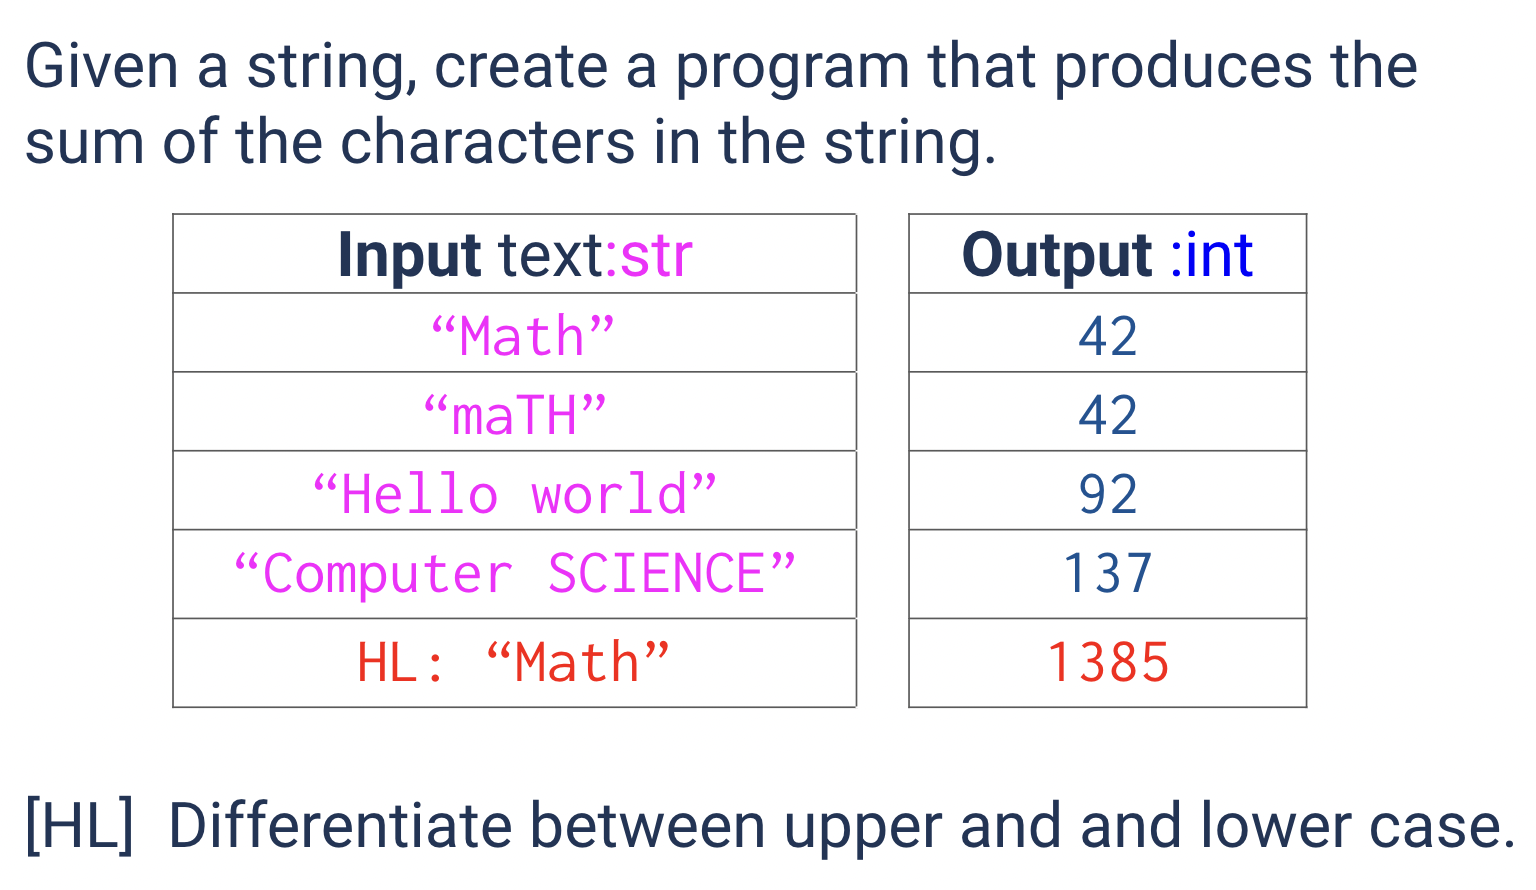 Given a string, create a program that produces the
sum of the characters in the string.
Input text:str Output :int
“Math” 42
“maTH” 42
“Hello world” 92
“Computer SCIENCE” 137
HL: “Math” 1385
[HL] Differentiate between upper and and lower case.